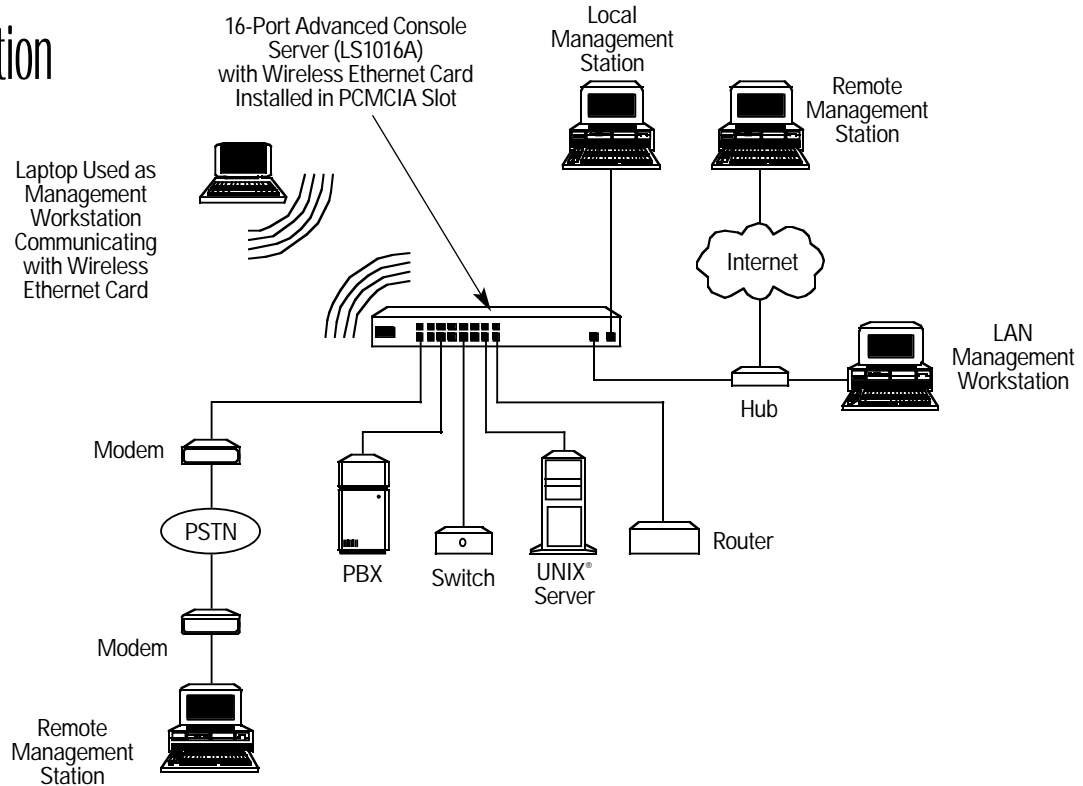 tion
16-Port Advanced Console
Server (LS1016A)
with Wireless Ethernet Card
Installed in PCMCIA Slot
Local
Management
Station
Remote
Management
Station
Laptop Used as
Management
Workstation
Communicating
with Wireless
Ethernet Card
Internet
LAN
Management
Workstation
Hub
Modem
PSTN
PBX
Switch
UNIX®
Server
Router
Modem
Remote
Management
Station